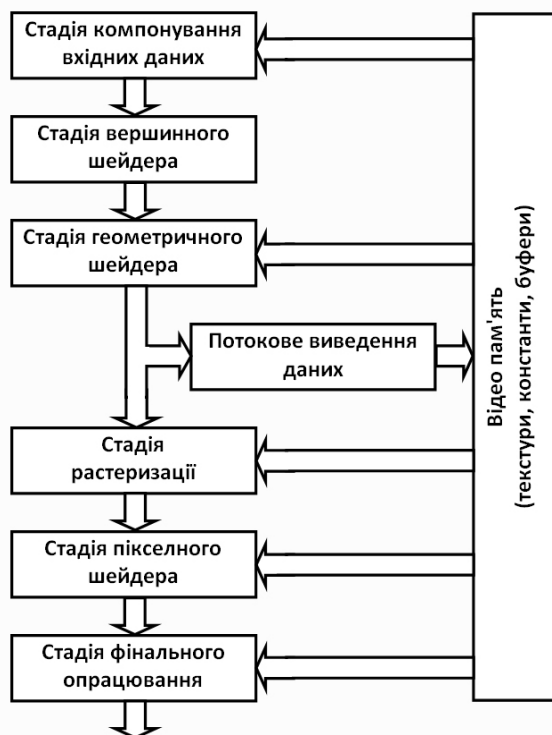 Стадія компонування
вхідних даних
Стадія вершинного
шейдера
Стадія геометричного
шейдера
Потокове виведення
даних
Стадія
растеризації
Стадія пікселного
шейдера
Стадія фінального
опрацювання
Відео пам'ять
(текстури, константи, буфери)